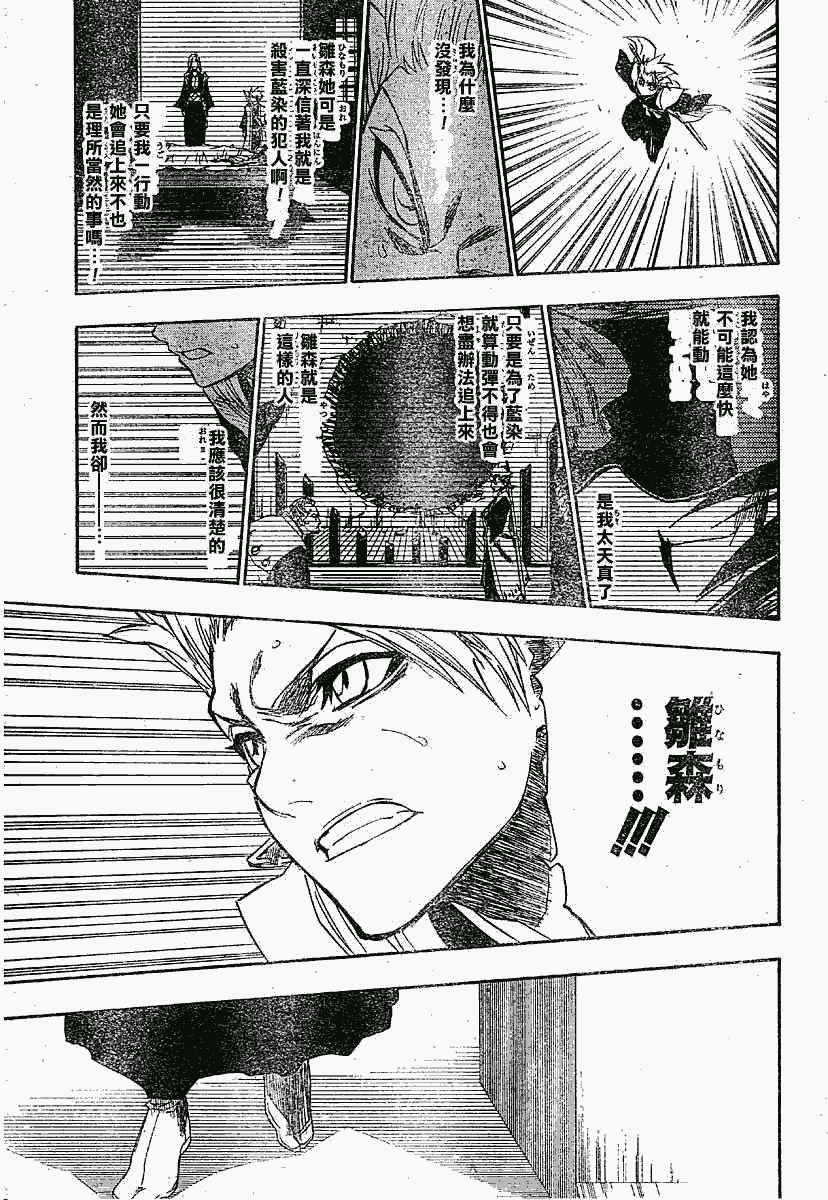 我為什麼
沒發現…！
雛森她可是
一直深信著我就是
殺害藍染的犯人啊！
只要我一行動
她會追上來不也
是理所當然的事嗎…！
我認為她
不可能這麼快
就能動
是我太天真了
只要是為了藍染
就算動彈不得也會
想盡辦法追上來
雛森就是
這樣的人
我應該很清楚的
然而我卻——…
雛森
ひなもり
……!!!